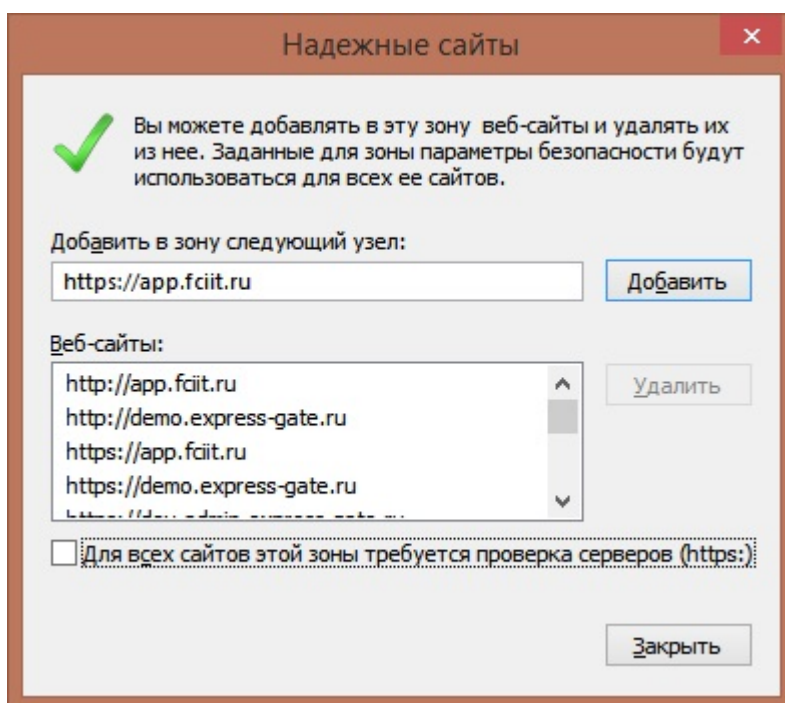 Надежные сайты
Вы можете добавлять в эту зону веб-сайты и удалять их
из нее. Заданные для зоны параметры безопасности будут
использоваться для всех ее сайтов.
Добавить в зону следующий узел:
https://app.fciit.ru
Добавить
Веб-сайты:
http://app.fciit.ru
Удалить
http://demo.express-gate.ru
https://app.fciit.ru
https://demo.express-gate.ru
Для всех сайтов этой зоны требуется проверка серверов (https:)
Закрыть